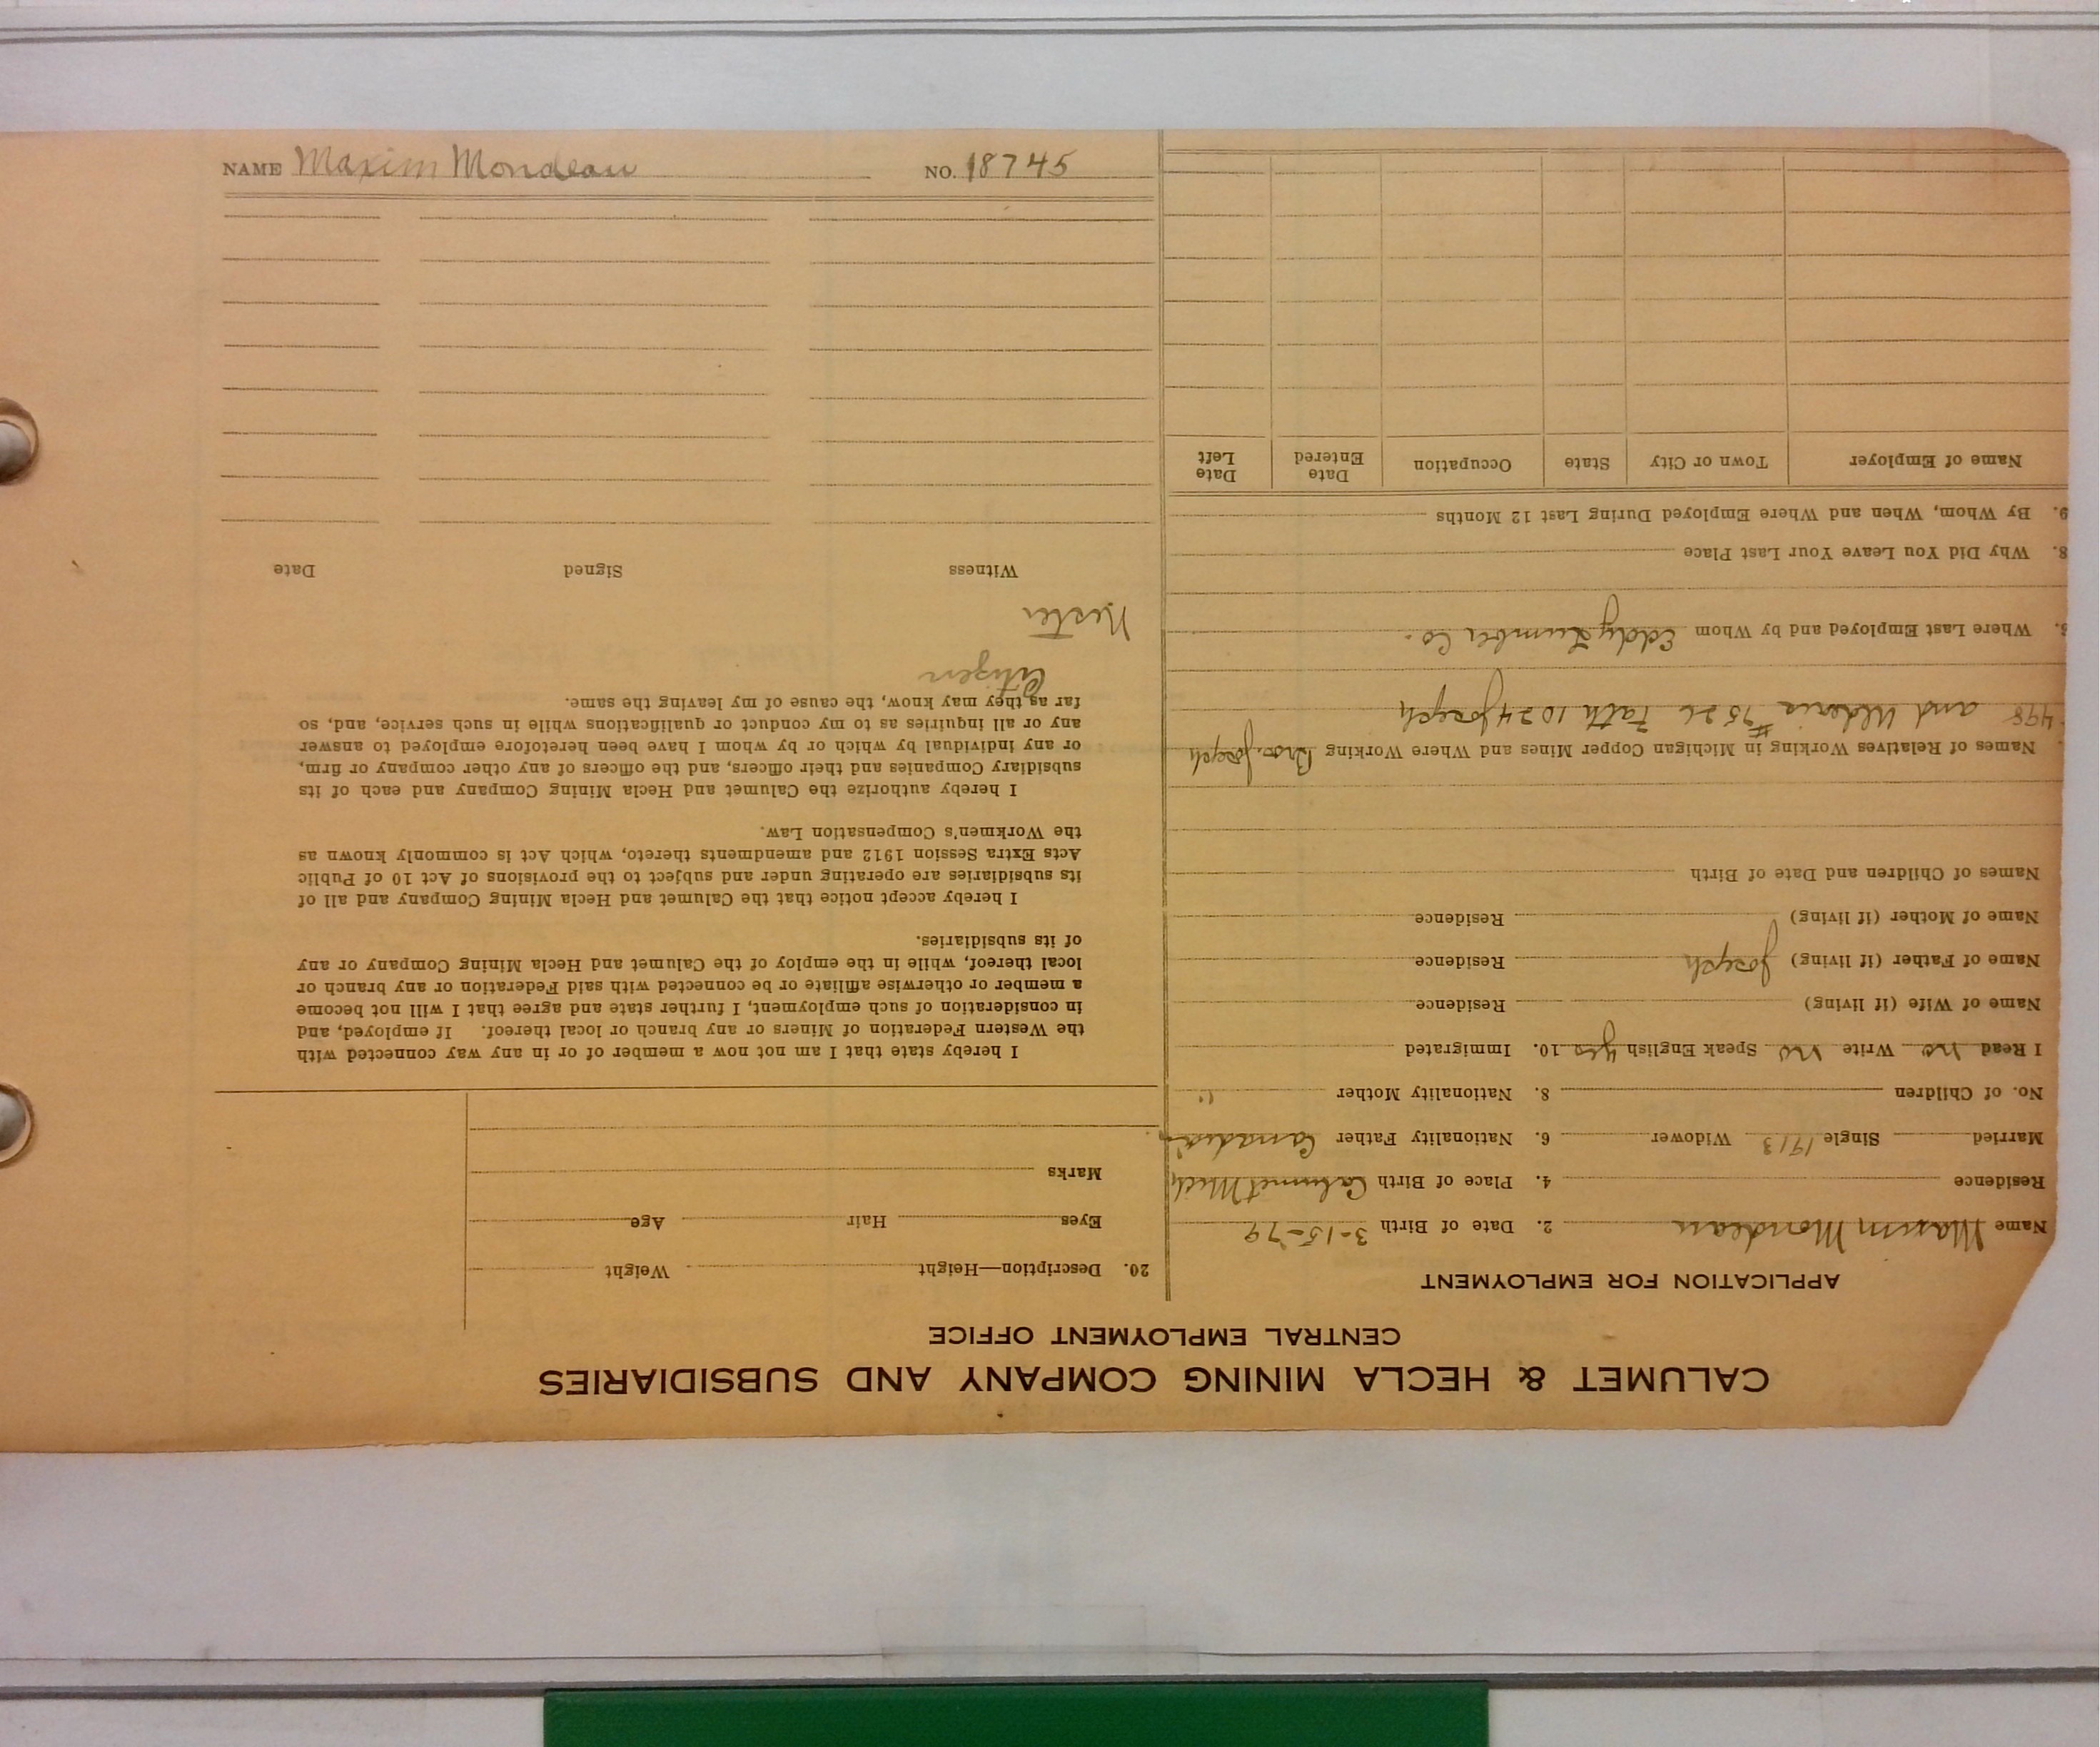 CALUMET & HECLA MINING COMPANY AND SUBSIDIARIES
CENTRAL EMPLOYMENT OFFICE
APPLICATION FOR EMPLOYMENT
Name Maxim Mondeau 2. Date of Birth 3-15-79
Residence 4. Place of Birth Calumet Mich
Married Single 1913 Widower 6. Nationality Father Canadian
No. of Children 8. Nationality Mother "
I Read no Write no Speak English yes 10. Immigrated
Name of Wife (if living) Residence
Name of Father (if living) Joseph Residence
Name of Mother (if living) Residence
Names of Children and Date of Birth
Names of Relatives Working in Michigan Copper Mines and Where Working Bro. Joseph
498 and Alderia #7526 Fath 1024 Joseph
Where Last Employed and by Whom Eddy Lumber Co.
8. Why Did You Leave Your Last Place
9. By Whom, When and Where Employed During Last 12 Months
Name of Employer Town or City State Occupation Date Entered Date Left
20. Description—Height Weight
Eyes Hair Age
Marks
I hereby state that I am not now a member of or in any way connected with
the Western Federation of Miners or any branch or local thereof. If employed, and
in consideration of such employment, I further state and agree that I will not become
a member or otherwise affiliate or be connected with said Federation or any branch or
local thereof, while in the employ of the Calumet and Hecla Mining Company or any
of its subsidiaries.
I hereby accept notice that the Calumet and Hecla Mining Company and all of
its subsidiaries are operating under and subject to the provisions of Act 10 of Public
Acts Extra Session 1912 and amendments thereto, which Act is commonly known as
the Workmen's Compensation Law.
I hereby authorize the Calumet and Hecla Mining Company and each of its
subsidiary Companies and their officers, and the officers of any other company or firm,
or any individual by which or by whom I have been heretofore employed to answer
any or all inquiries as to my conduct or qualifications while in such service, and, so
far as they may know, the cause of my leaving the same.
Citizen
Nester
Witness Signed Date
NAME Maxim Mondeau NO. 18745